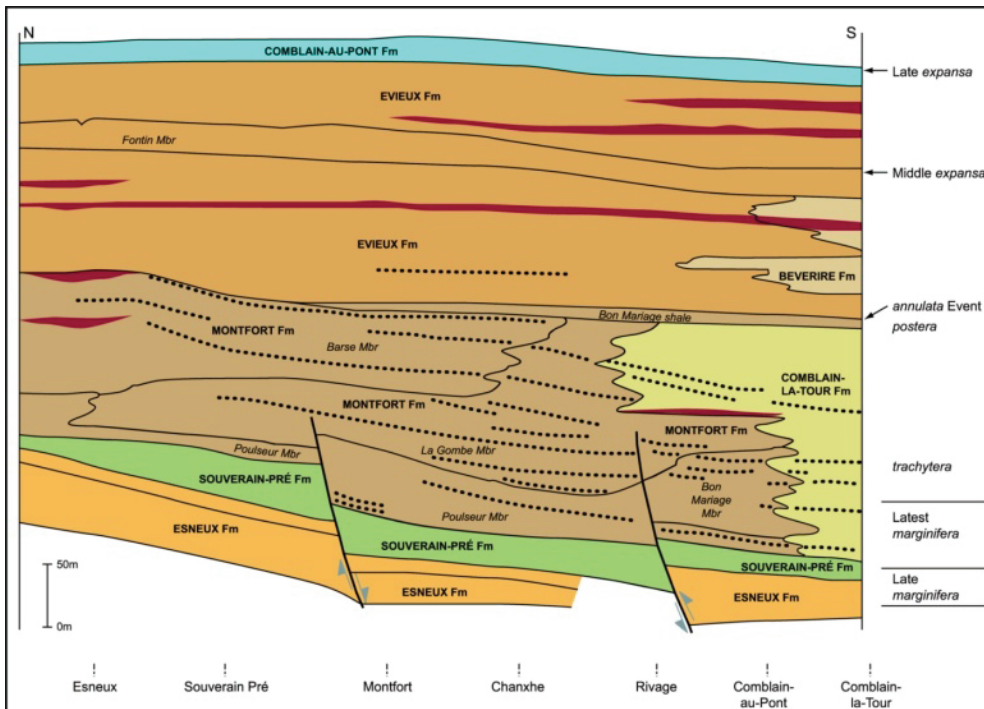 N
S
COMBLAIN-AU-PONT Fm
Late expansa
EVIEUX Fm
Fontin Mbr
Middle expansa
EVIEUX Fm
BEVERIRE Fm
annulata Event
postera
Bon Mariage shale
MONTFORT Fm
Barse Mbr
COMBLAIN-
LA-TOUR Fm
MONTFORT Fm
MONTFORT Fm
Poulseur Mbr
La Gombe Mbr
trachytera
SOUVERAIN-PRÉ Fm
Bon
Mariage
Mbr
Poulseur Mbr
Latest
marginifera
ESNEUX Fm
SOUVERAIN-PRÉ Fm
SOUVERAIN-PRÉ Fm
50m
0m
ESNEUX Fm
ESNEUX Fm
Late
marginifera
Esneux
Souverain Pré
Montfort
Chanxhe
Rivage
Comblain-
au-Pont
Comblain-
la-Tour